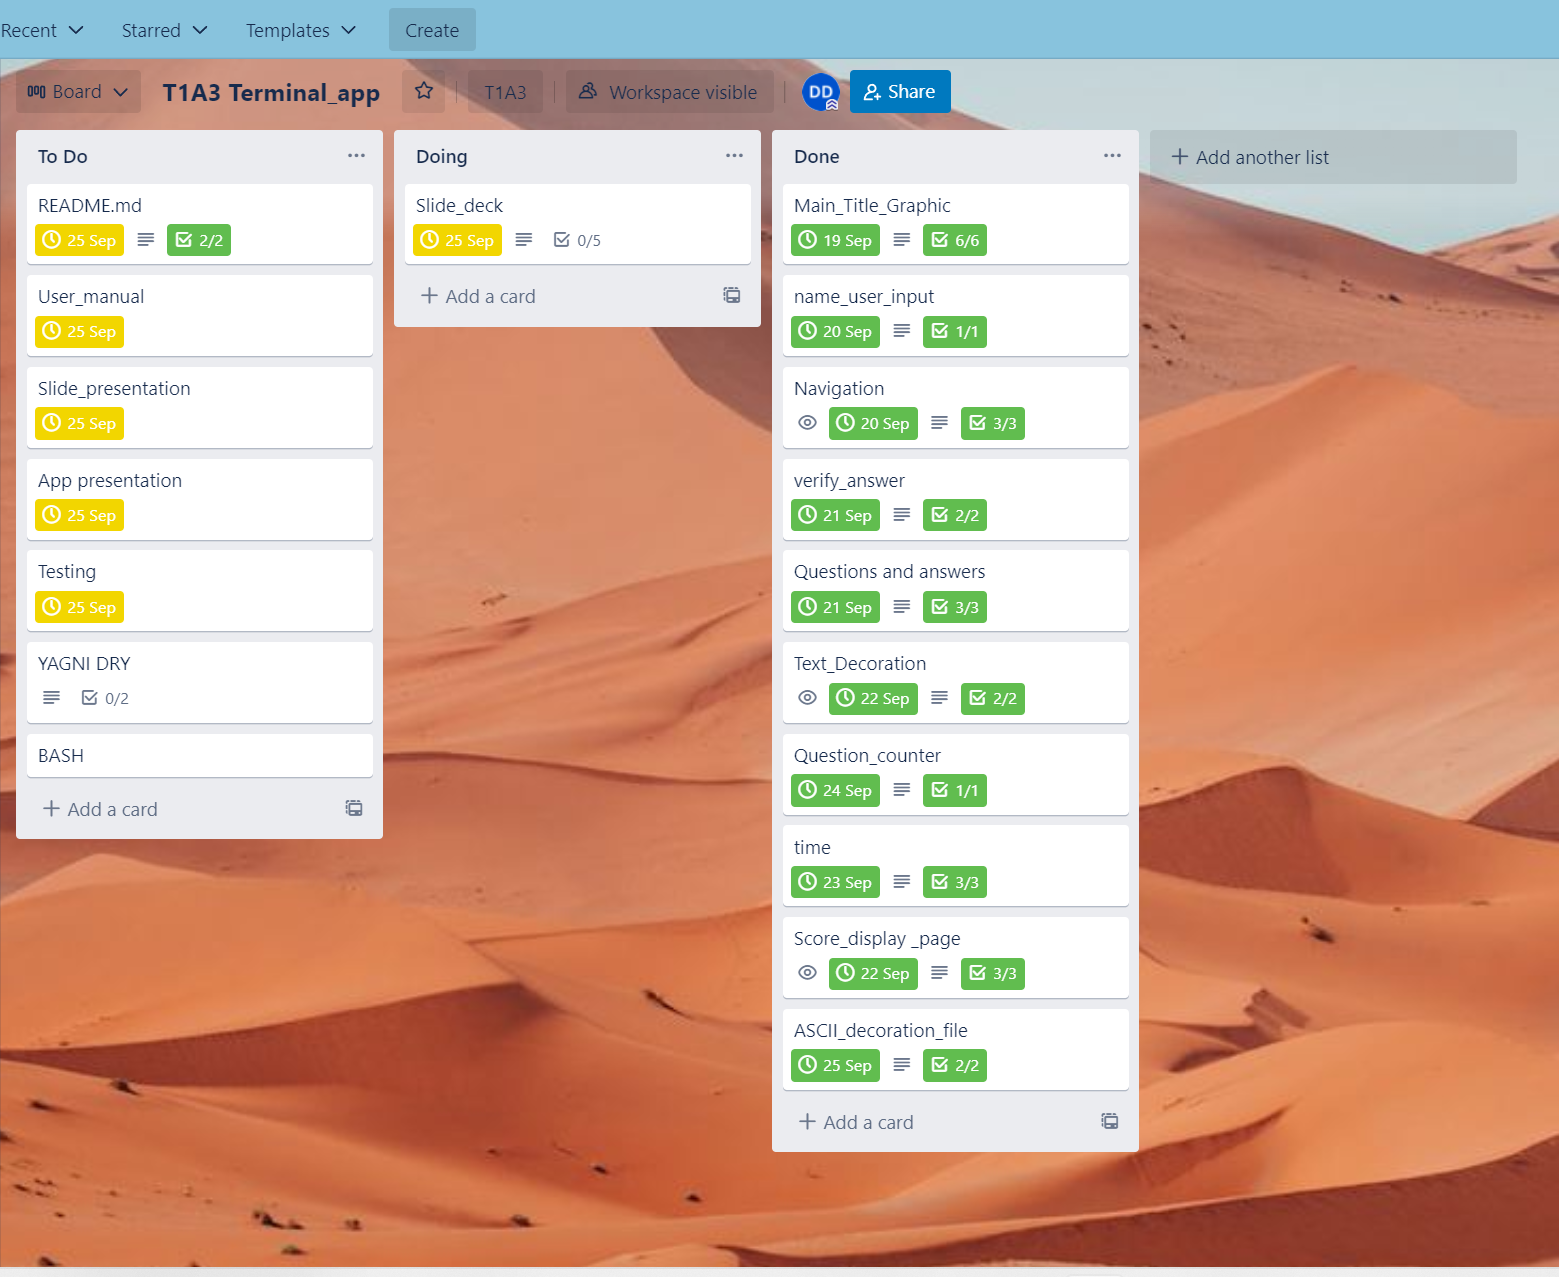 Recent Starred Templates Create
Board T1A3 Terminal_app T1A3 Workspace visible DD Share
To Do
README.md
25 Sep 2/2
User_manual
25 Sep
Slide_presentation
25 Sep
App presentation
25 Sep
Testing
25 Sep
YAGNI DRY
0/2
BASH
Add a card
Doing
Slide_deck
25 Sep 0/5
Add a card
Done
Main_Title_Graphic
19 Sep 6/6
name_user_input
20 Sep 1/1
Navigation
20 Sep 3/3
verify_answer
21 Sep 2/2
Questions and answers
21 Sep 3/3
Text_Decoration
22 Sep 2/2
Question_counter
24 Sep 1/1
time
23 Sep 3/3
Score_display _page
22 Sep 3/3
ASCII_decoration_file
25 Sep 2/2
Add a card
Add another list